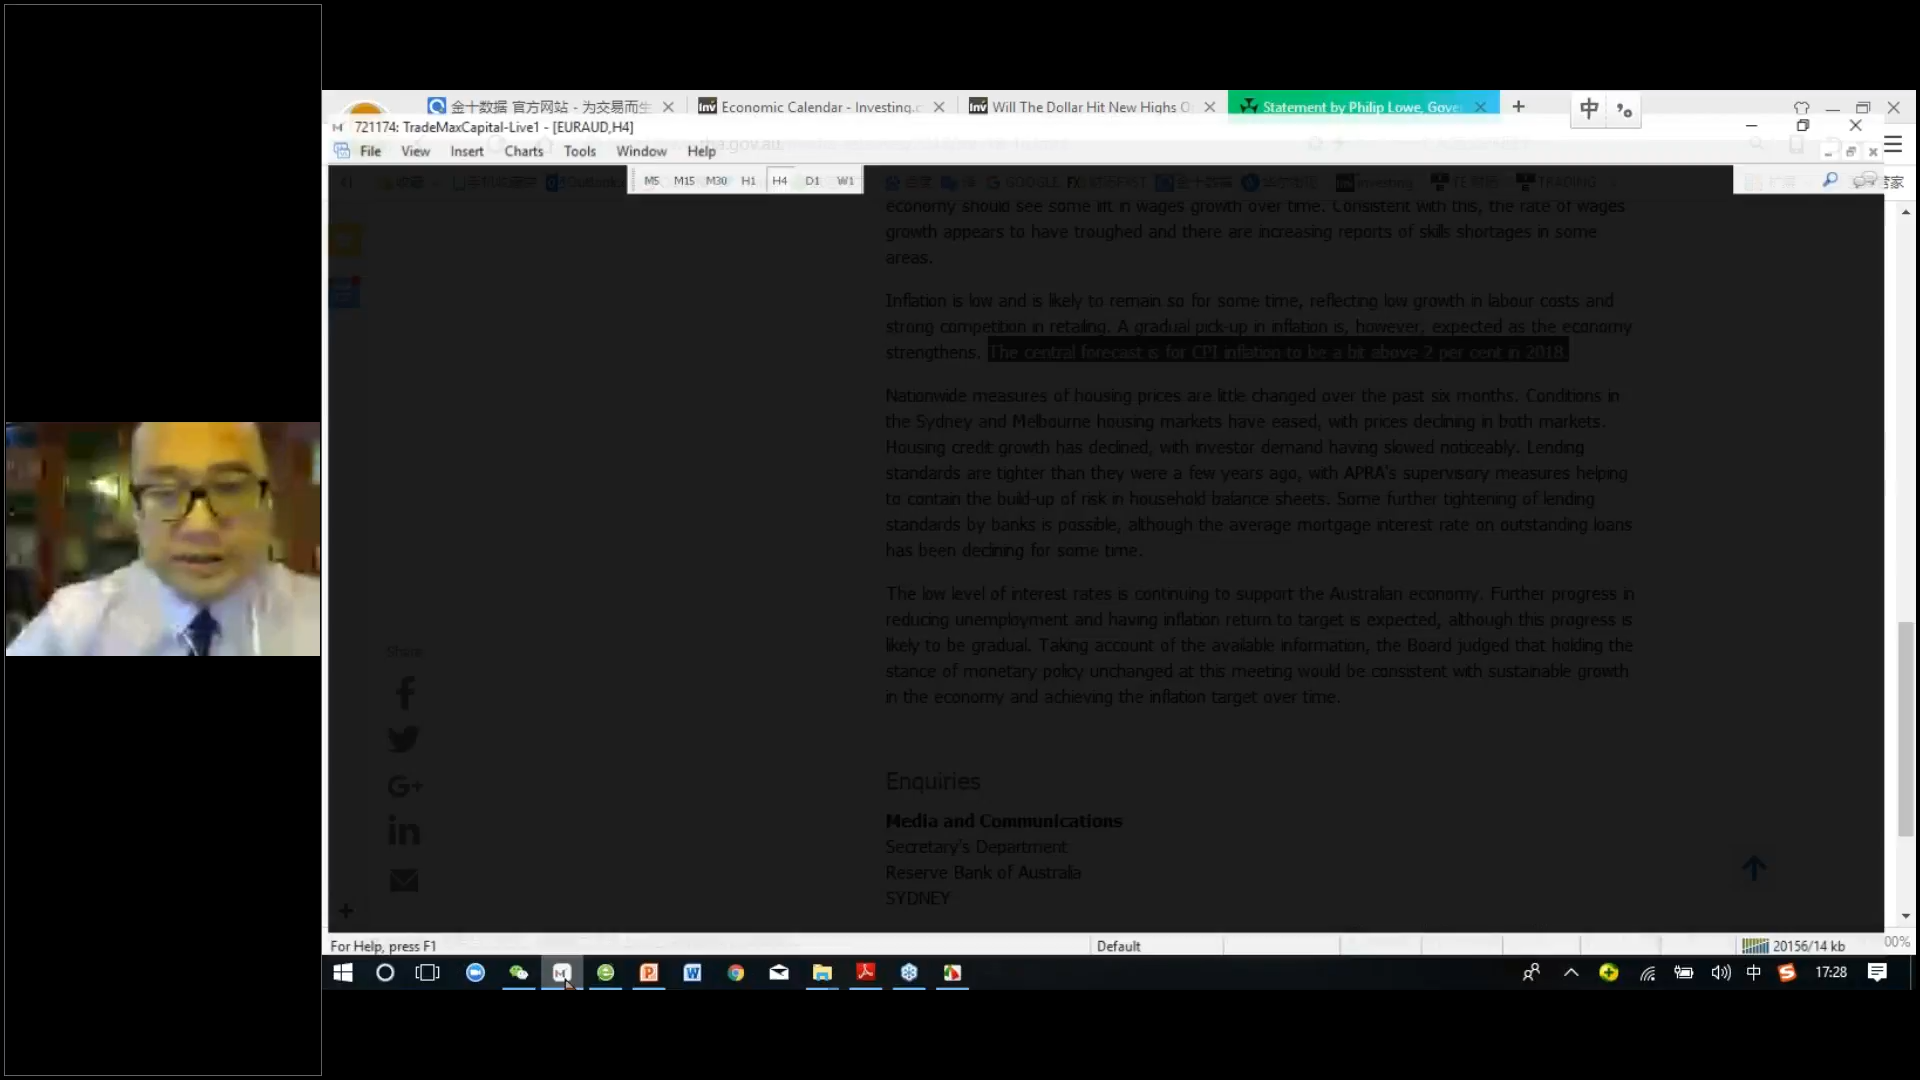 金十数据 官方网站 - 为交易而生
Inv Economic Calendar - Investing.c
Inv Will The Dollar Hit New Highs O
Statement by Philip Lowe, Gove
中
721174: TradeMaxCapital-Live1 - [EURAUD,H4]
File View Insert Charts Tools Window Help
rba.gov.au
M5 M15 M30 H1 H4 D1 W1
GOOGLE
Investing
TRADING
管家
economy should see some lift in wages growth over time. Consistent with this, the rate of wages
growth appears to have troughed and there are increasing reports of skills shortages in some
areas.
Inflation is low and is likely to remain so for some time, reflecting low growth in labour costs and
strong competition in retailing. A gradual pick-up in inflation is, however, expected as the economy
strengthens. The central forecast is for CPI inflation to be a bit above 2 per cent in 2018.
Nationwide measures of housing prices are little changed over the past six months. Conditions in
the Sydney and Melbourne housing markets have eased, with prices declining in both markets.
Housing credit growth has declined, with investor demand having slowed noticeably. Lending
standards are tighter than they were a few years ago, with APRA's supervisory measures helping
to contain the build-up of risk in household balance sheets. Some further tightening of lending
standards by banks is possible, although the average mortgage interest rate on outstanding loans
has been declining for some time.
The low level of interest rates is continuing to support the Australian economy. Further progress in
reducing unemployment and having inflation return to target is expected, although this progress is
likely to be gradual. Taking account of the available information, the Board judged that holding the
stance of monetary policy unchanged at this meeting would be consistent with sustainable growth
in the economy and achieving the inflation target over time.
Share
Enquiries
Media and Communications
Secretary's Department
Reserve Bank of Australia
SYDNEY
For Help, press F1
Default
20156/14 kb
00%
中
17:28